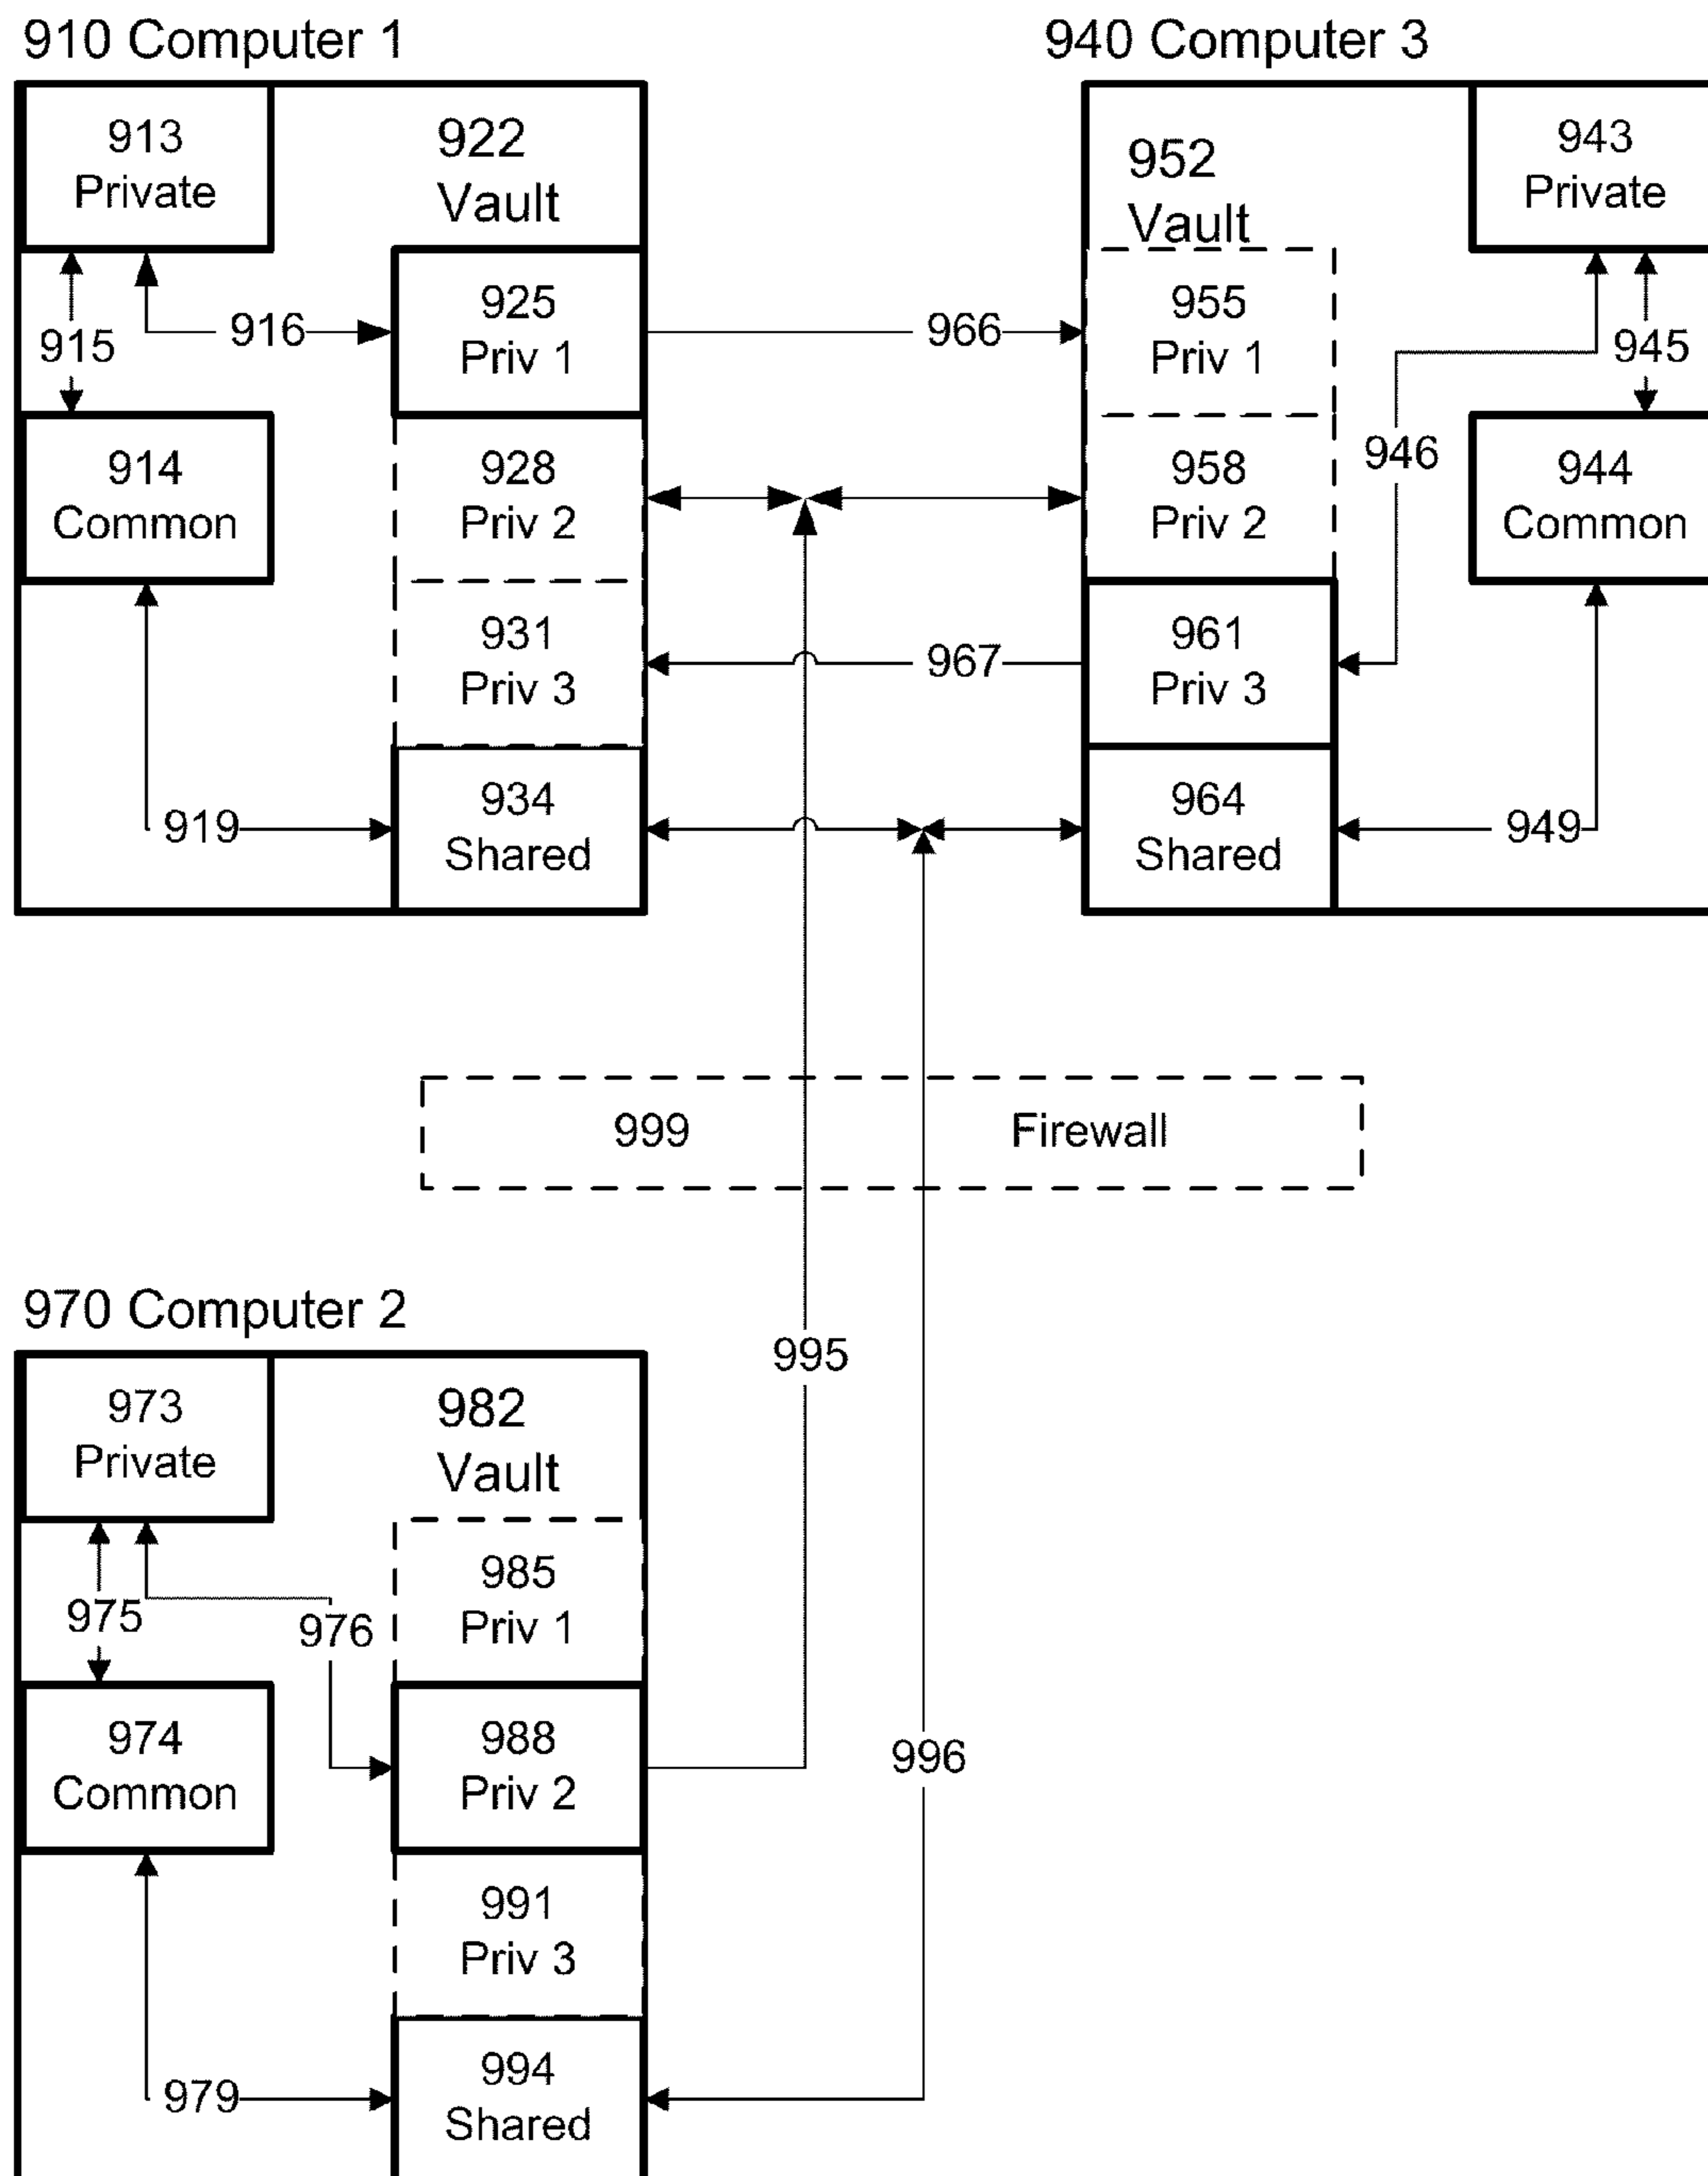 910 Computer 1
913
Private
922
Vault
915
916
925
Priv 1
914
Common
928
Priv 2
931
Priv 3
919
934
Shared
966
967
940 Computer 3
952
Vault
943
Private
955
Priv 1
945
946
958
Priv 2
944
Common
961
Priv 3
964
Shared
949
999
Firewall
970 Computer 2
995
973
Private
982
Vault
975
976
985
Priv 1
974
Common
988
Priv 2
996
991
Priv 3
979
994
Shared